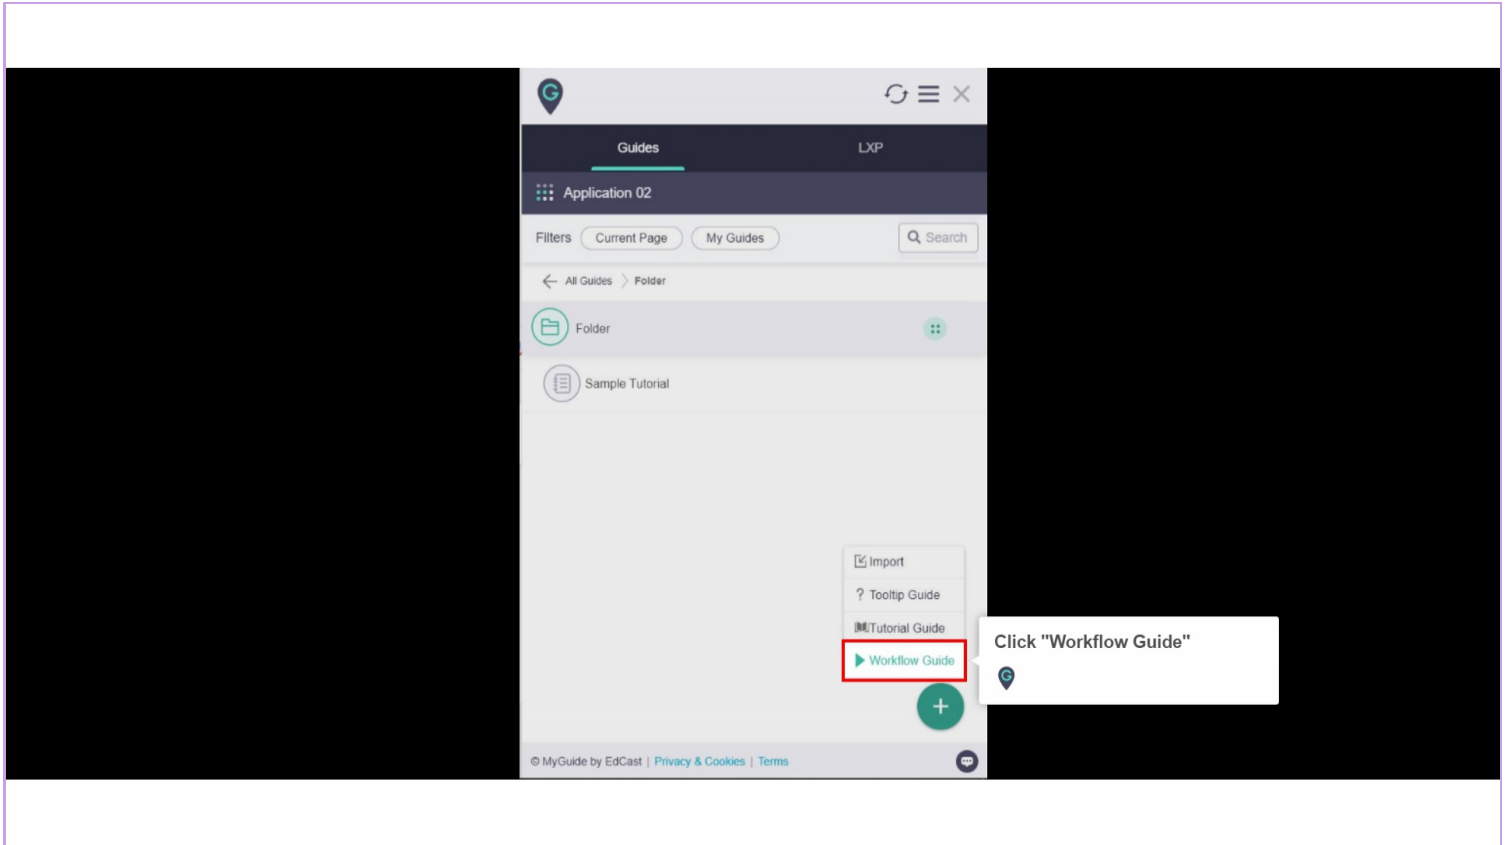 G
Guides LXP
Application 02
Filters Current Page My Guides Search
All Guides Folder
Folder
Sample Tutorial
Import
? Tooltip Guide
Tutorial Guide
Workflow Guide
Click "Workflow Guide"
G
+
© MyGuide by EdCast | Privacy & Cookies | Terms